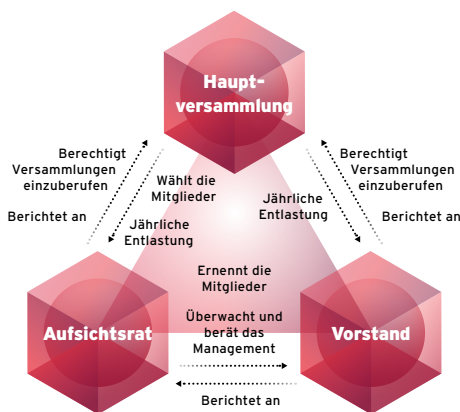 Haupt-
versammlung
Berechtigt
Versammlungen
einzuberufen
Berichtet an
Wählt die
Mitglieder
Jährliche
Entlastung
Jährliche
Entlastung
Berechtigt
Versammlungen
einzuberufen
Berichtet an
Ernennt die
Mitglieder
Aufsichtsrat
Überwacht und
berät das
Management
Vorstand
Berichtet an